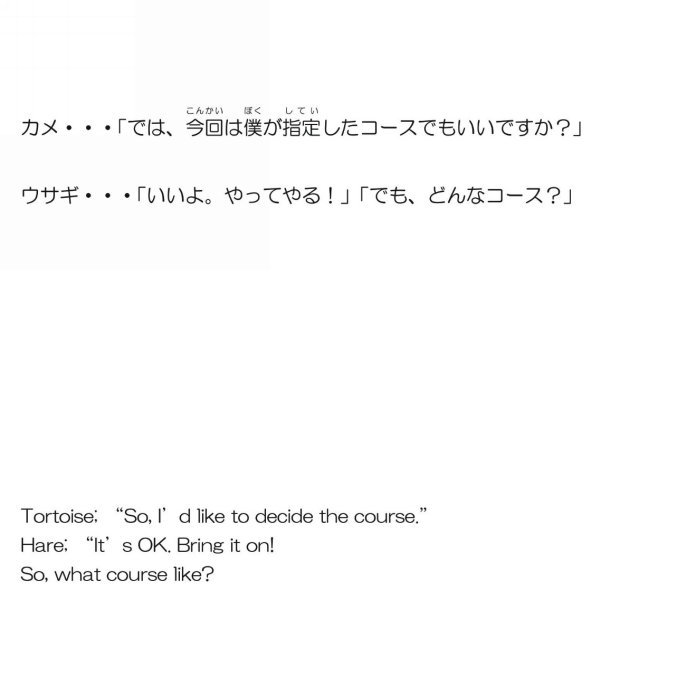 こんかい ぼく してい
カメ・・・「では、今回は僕が指定したコースでもいいですか？」
ウサギ・・・「いいよ。やってやる！」「でも、どんなコース？」
Tortoise; “So, I’d like to decide the course.”
Hare; “It’s OK. Bring it on!
So, what course like?